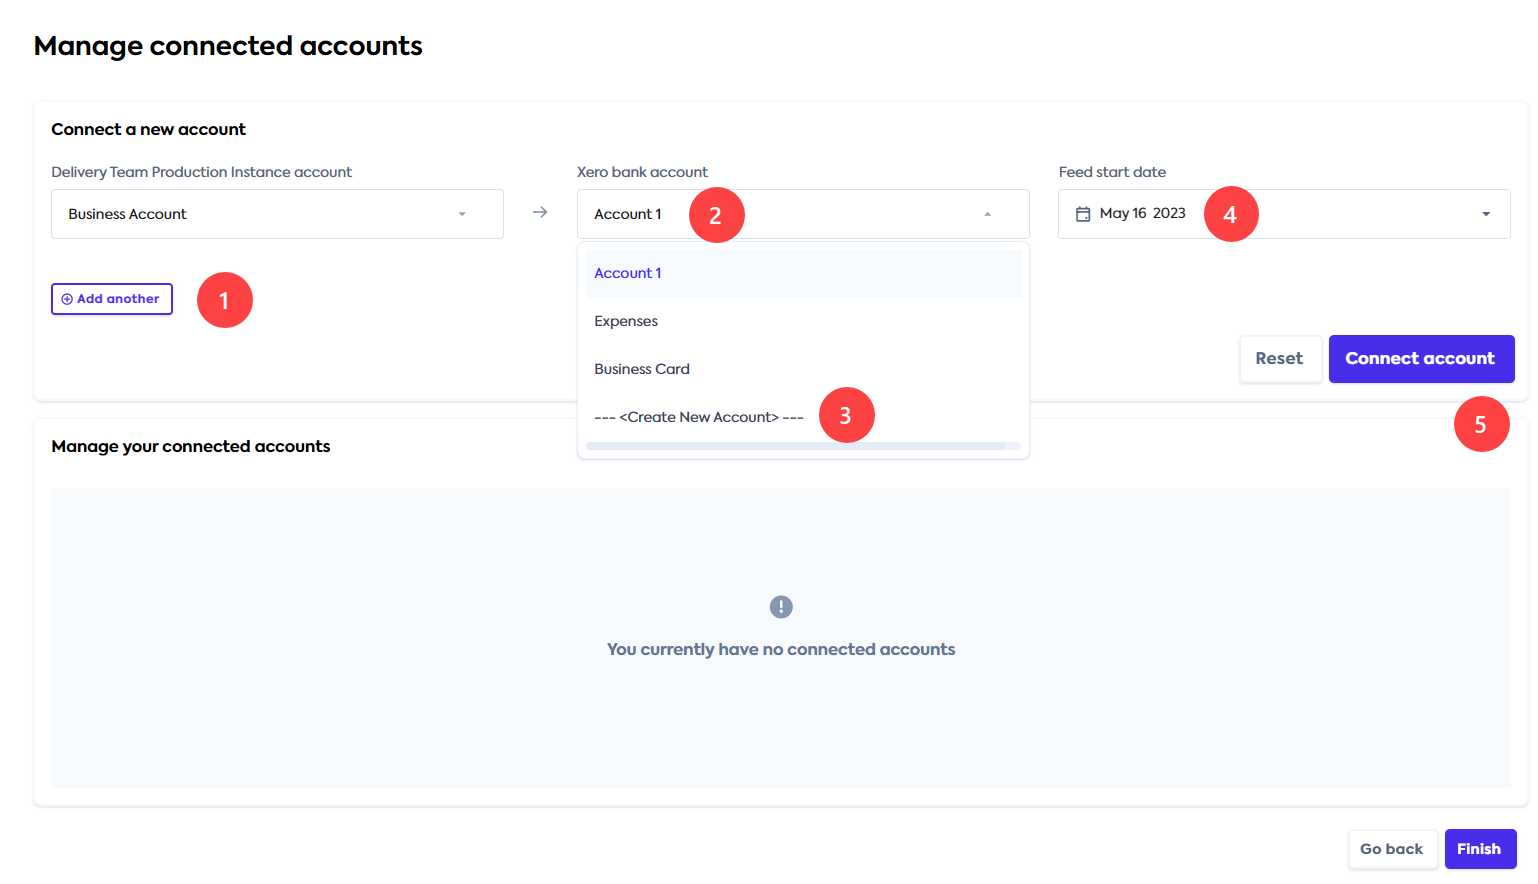 Manage connected accounts
Connect a new account
Delivery Team Production Instance account
Xero bank account
Feed start date
Business Account
Account 1
2
May 16 2023
4
Account 1
Add another
1
Expenses
Business Card
--- <Create New Account> ---
3
Reset
Connect account
5
Manage your connected accounts
You currently have no connected accounts
Go back
Finish